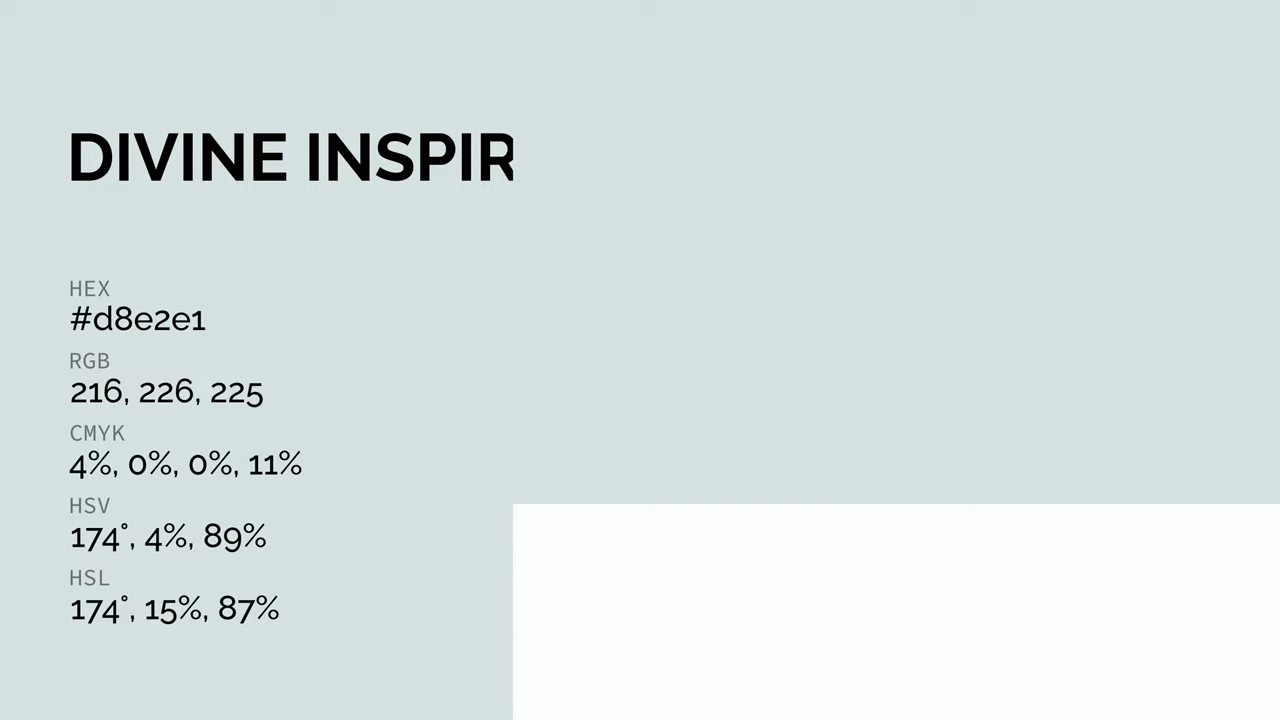 DIVINE INSPIR
HEX
#d8e2e1
RGB
216, 226, 225
CMYK
4%, 0%, 0%, 11%
HSV
174°, 4%, 89%
HSL
174°, 15%, 87%